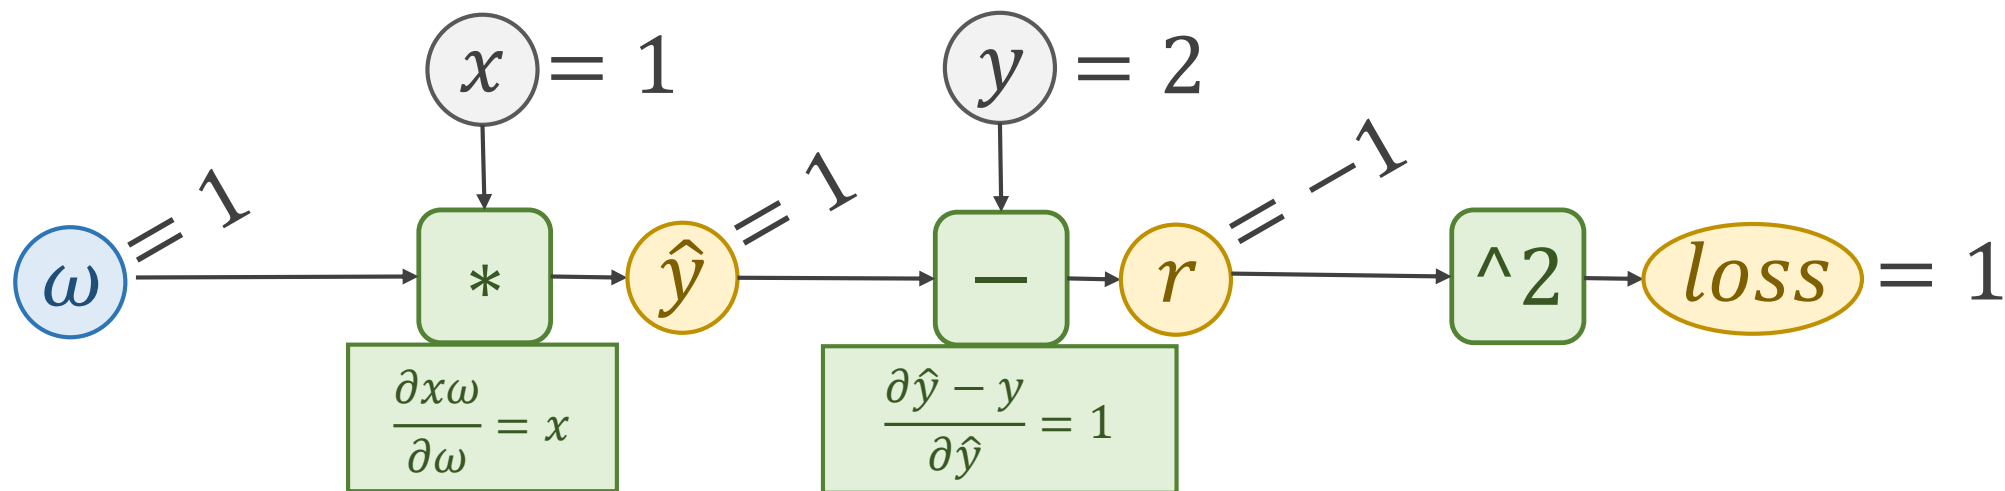 x = 1
y = 2
ω = 1
*
ŷ = 1
−
r = −1
^2
loss = 1
∂xω
∂ω
= x
∂ŷ − y
∂ŷ
= 1